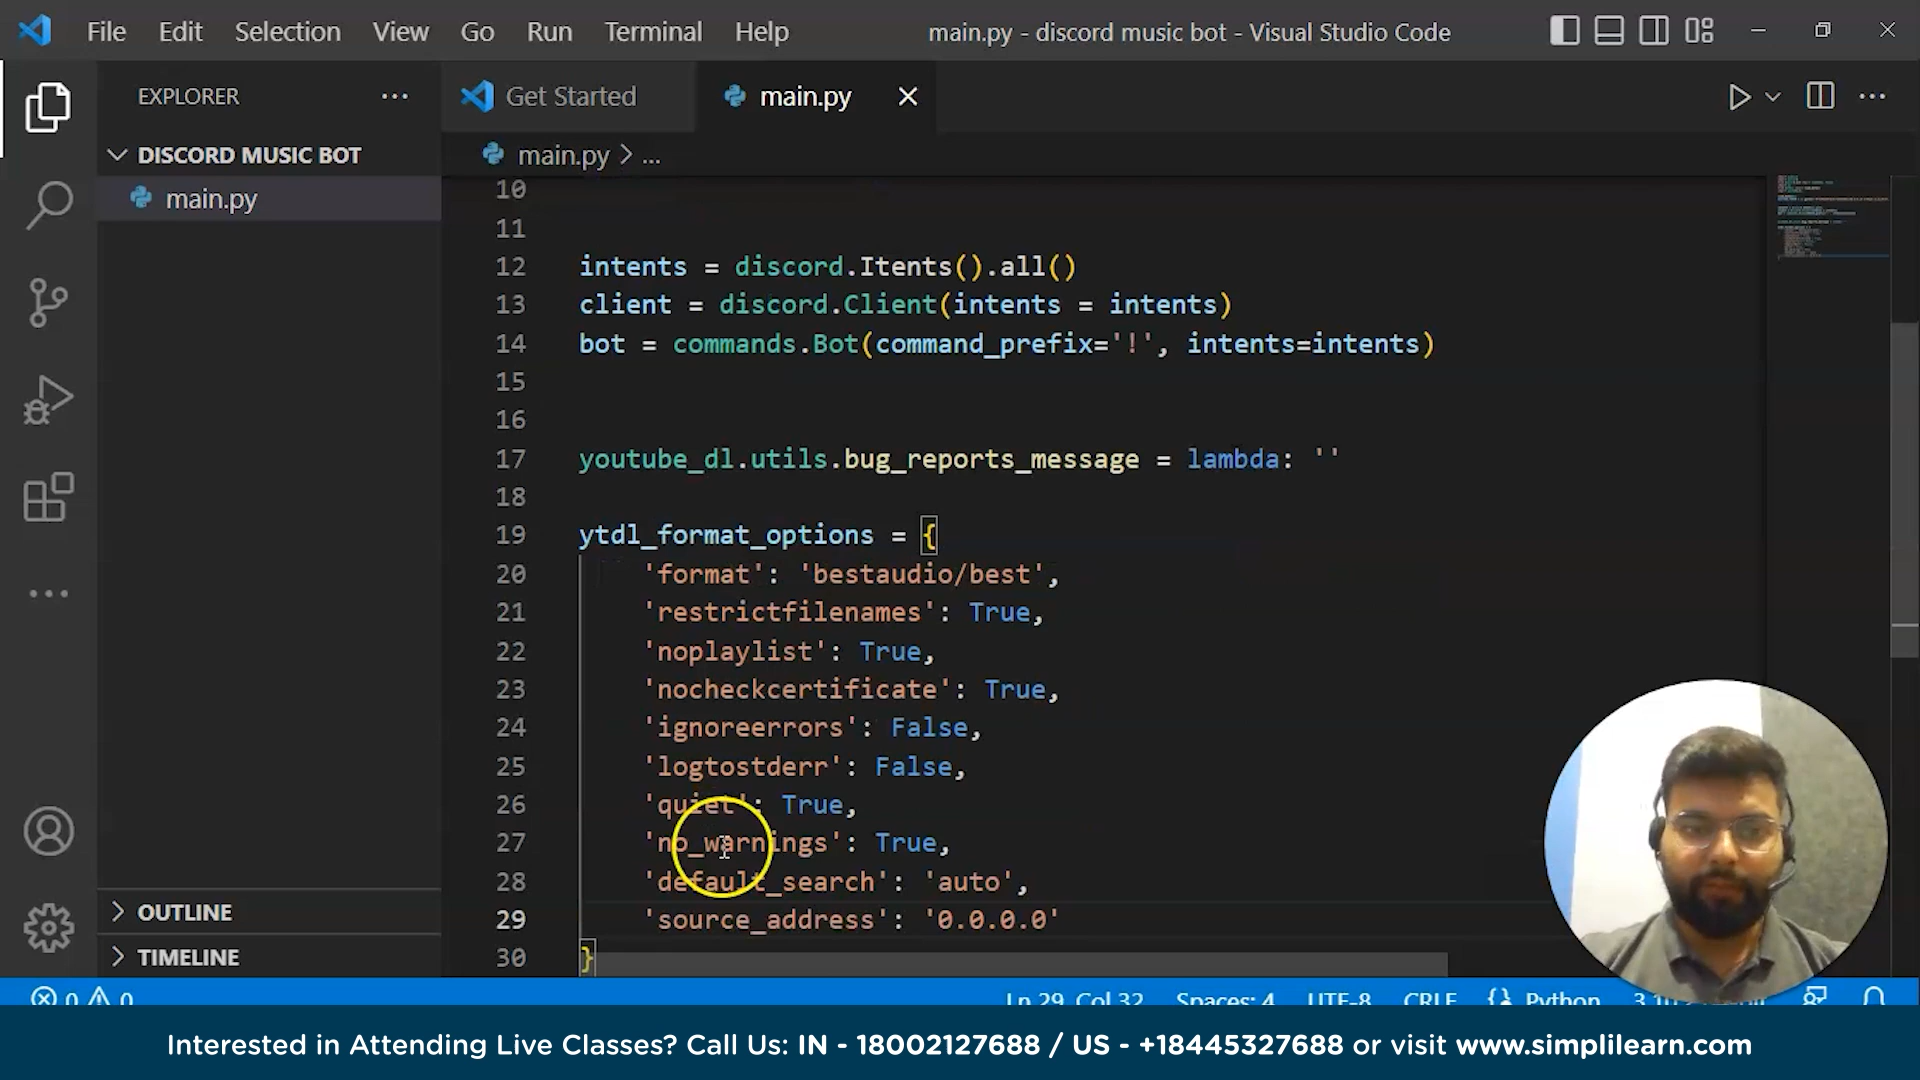 File Edit Selection View Go Run Terminal Help main.py - discord music bot - Visual Studio Code
EXPLORER
DISCORD MUSIC BOT
main.py
OUTLINE
TIMELINE
Get Started main.py
main.py > ...
10
11
12 intents = discord.Itents().all()
13 client = discord.Client(intents = intents)
14 bot = commands.Bot(command_prefix='!', intents=intents)
15
16
17 youtube_dl.utils.bug_reports_message = lambda: ''
18
19 ytdl_format_options = {
20 'format': 'bestaudio/best',
21 'restrictfilenames': True,
22 'noplaylist': True,
23 'nocheckcertificate': True,
24 'ignoreerrors': False,
25 'logtostderr': False,
26 'quiet': True,
27 'no_warnings': True,
28 'default_search': 'auto',
29 'source_address': '0.0.0.0'
30 }
0 0 Ln 29, Col 32 Spaces: 4 UTF-8 CRLF Python
Interested in Attending Live Classes? Call Us: IN - 18002127688 / US - +18445327688 or visit www.simplilearn.com